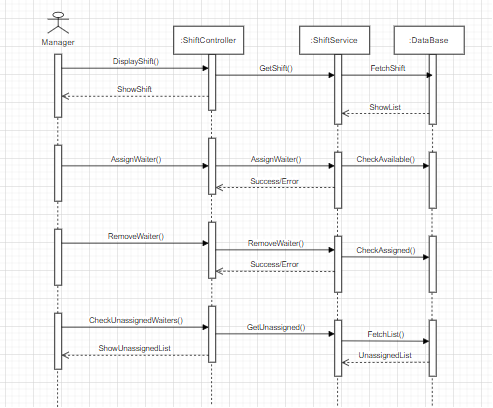 Manager
:ShiftController
:ShiftService
:DataBase
DisplayShift()
GetShift()
FetchShift
ShowShift
ShowList
AssignWaiter()
AssignWaiter()
CheckAvailable()
Success/Error
RemoveWaiter()
RemoveWaiter()
CheckAssigned()
Success/Error
CheckUnassignedWaiters()
GetUnassigned()
FetchList()
ShowUnassignedList
UnassignedList